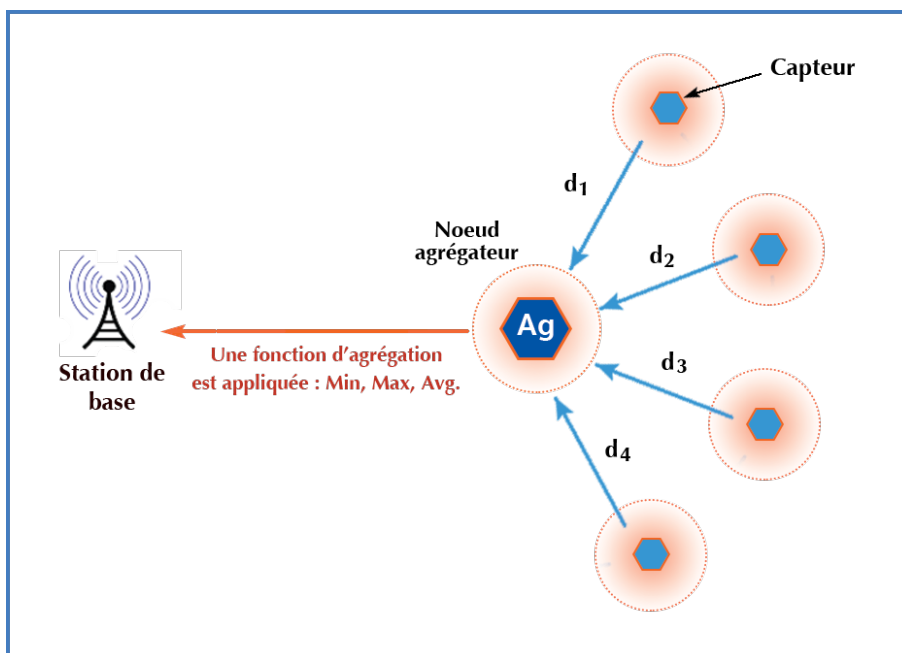 Capteur
d1
Noeud
agrégateur
d2
Ag
Une fonction d'agrégation
est appliquée : Min, Max, Avg.
Station de
base
d3
d4